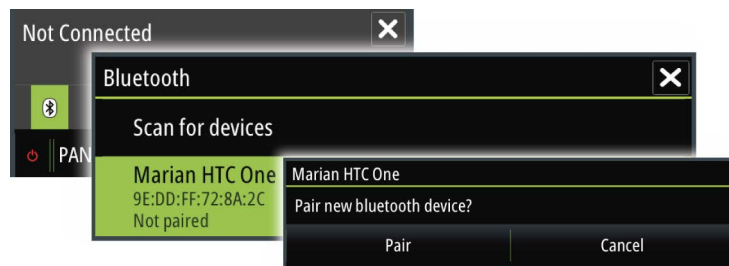 Not Connected
PAN
Bluetooth
Scan for devices
Marian HTC One
9E:DD:FF:72:8A:2C
Not paired
Marian HTC One
Pair new bluetooth device?
Pair
Cancel